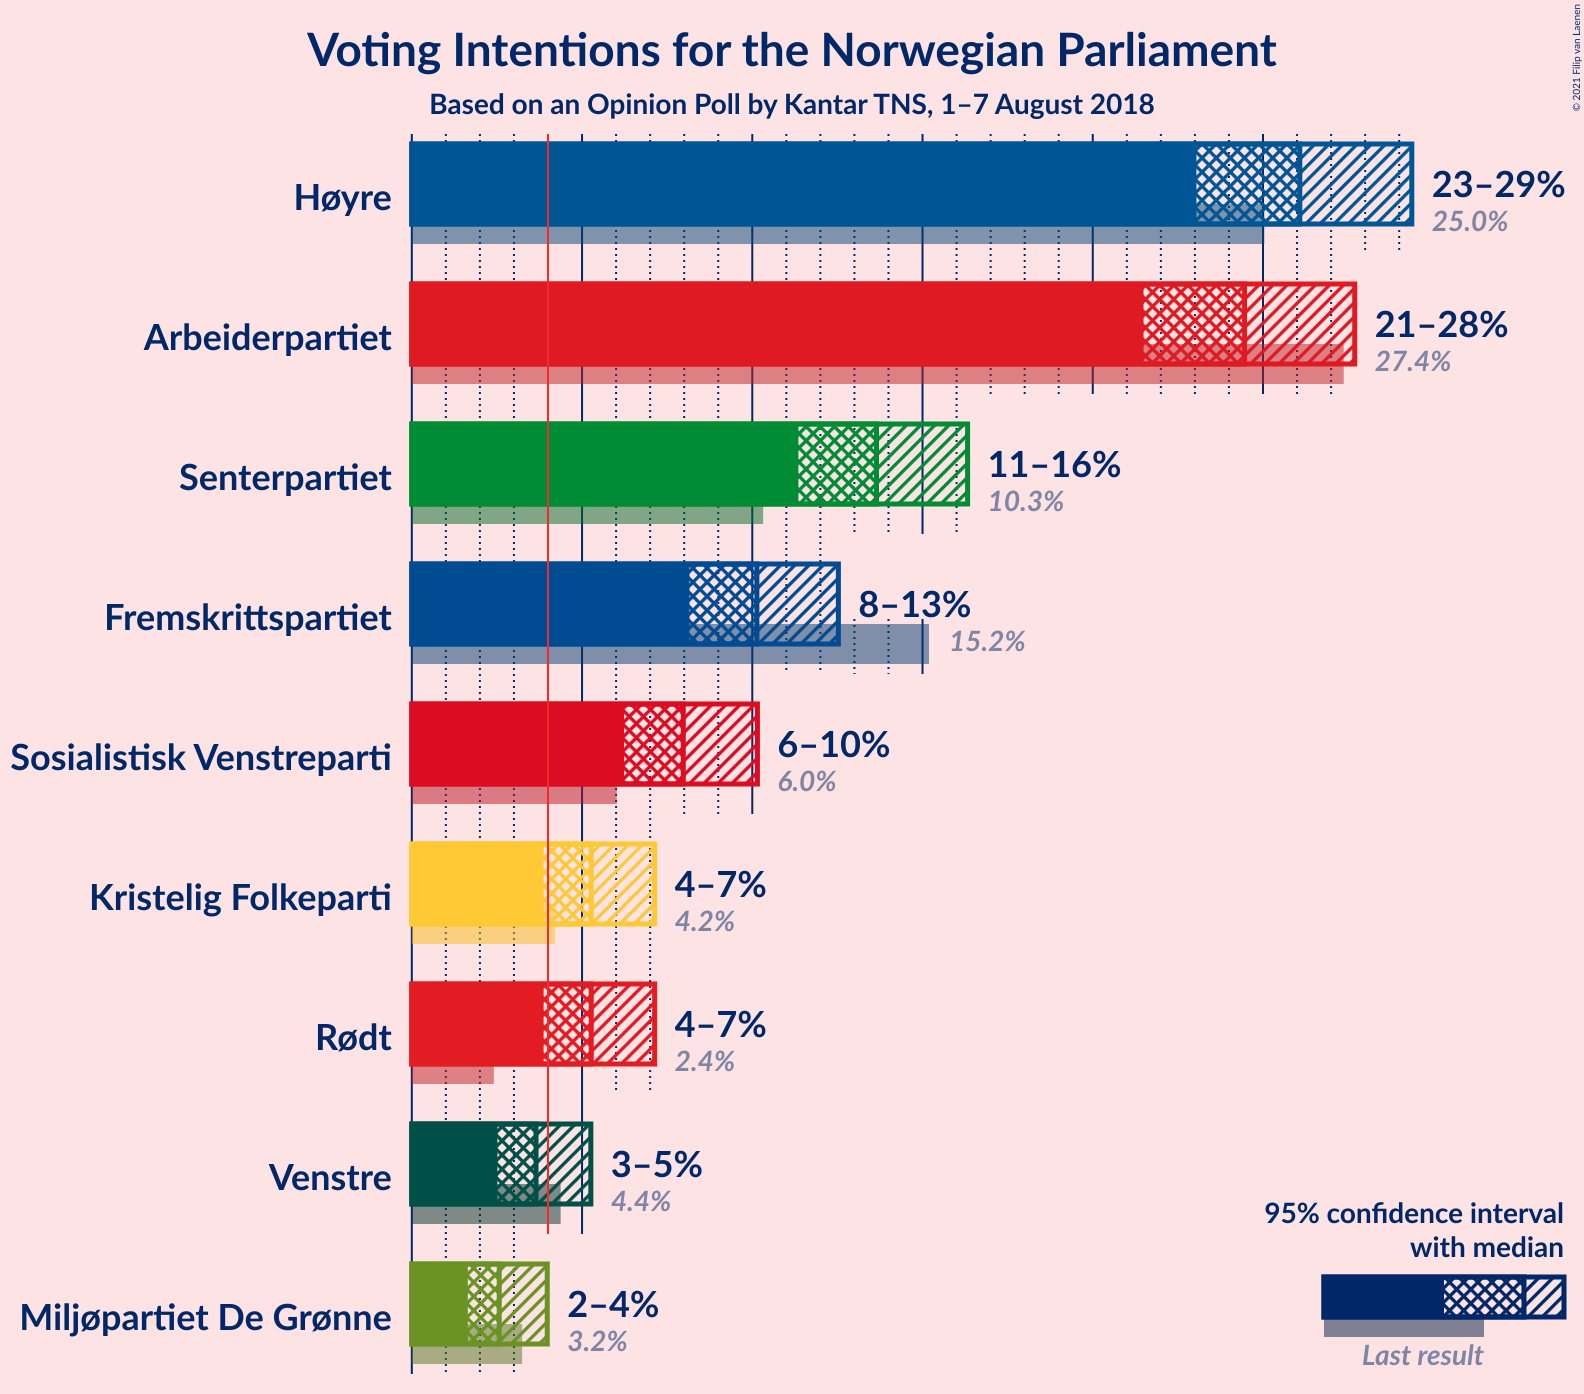 Voting Intentions for the Norwegian Parliament
Based on an Opinion Poll by Kantar TNS, 1–7 August 2018
© 2021 Filip van Laenen
Høyre
23–29%
25.0%
Arbeiderpartiet
21–28%
27.4%
Senterpartiet
11–16%
10.3%
Fremskrittspartiet
8–13%
15.2%
Sosialistisk Venstreparti
6–10%
6.0%
Kristelig Folkeparti
4–7%
4.2%
Rødt
4–7%
2.4%
Venstre
3–5%
4.4%
Miljøpartiet De Grønne
2–4%
3.2%
95% confidence interval
with median
Last result